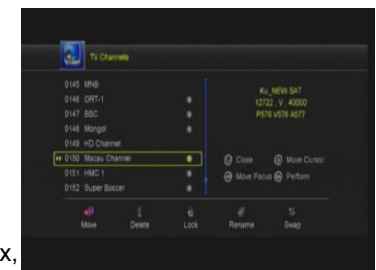 TV Channels
0145 MNB
0146 ORT-1
0147 BBC
0148 Mongol
0149 HD Channel
0150 Macau Channel
0151 HMC 1
0152 Super Soccer
Ku_NEW SAT
12722 , V , 43000
P576 V576 A577
Close Move Cursor
Move Focus Perform
Move Delete Lock Rename Swap
x,